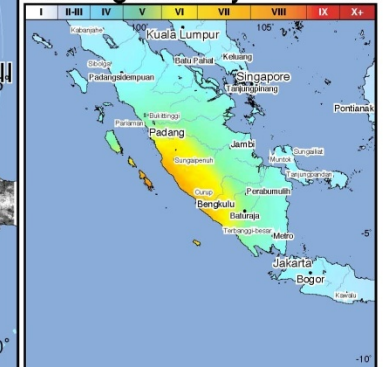 I II-III IV V VI VII VIII IX X+
100° 105°
Kabanjahe
Kuala Lumpur
Sibolga
Batu Pahat
Keluang
Padangsidempuan
Singapore
Tanjungpinang
Bukittinggi
Pontianak
Pariaman
Padang
Jambi
Sungailiat
Sungaipenuh
Muntok
Tanjungpandan
Curup
Perabumulih
Bengkulu
Baturaja
-5°
Terbanggi-besar
Metro
Jakarta
Bogor
Kawalu
-10°